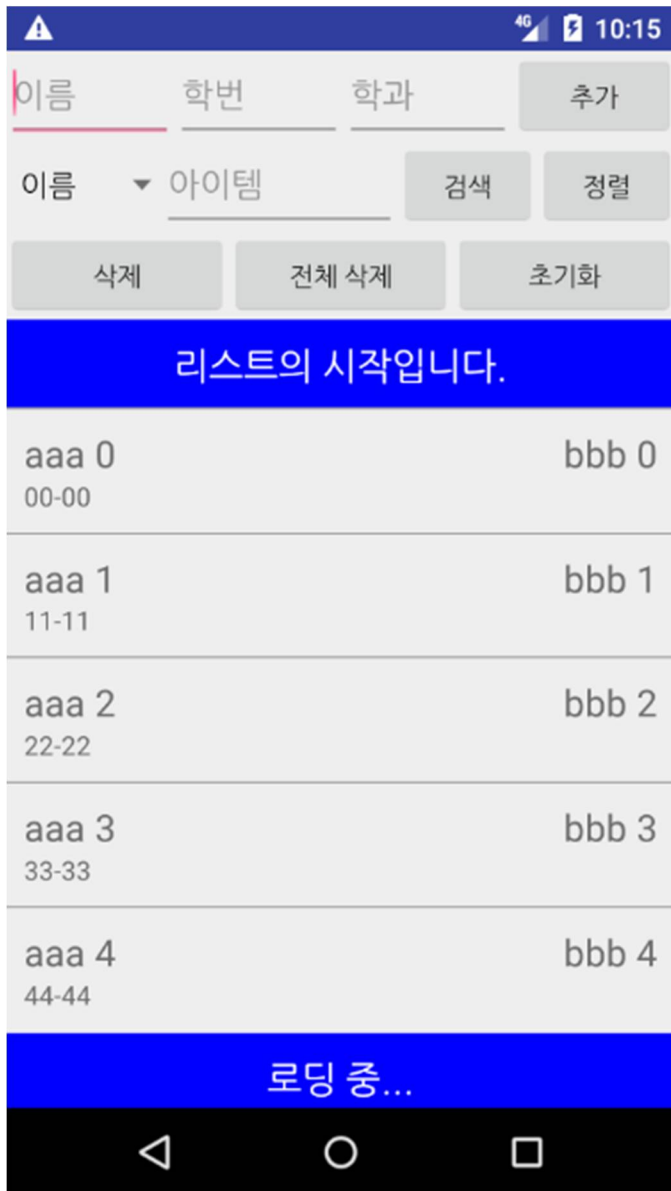 4G 10:15
이름 학번 학과 추가
이름 아이템 검색 정렬
삭제 전체 삭제 초기화
리스트의 시작입니다.
aaa 0 bbb 0
00-00
aaa 1 bbb 1
11-11
aaa 2 bbb 2
22-22
aaa 3 bbb 3
33-33
aaa 4 bbb 4
44-44
로딩 중...